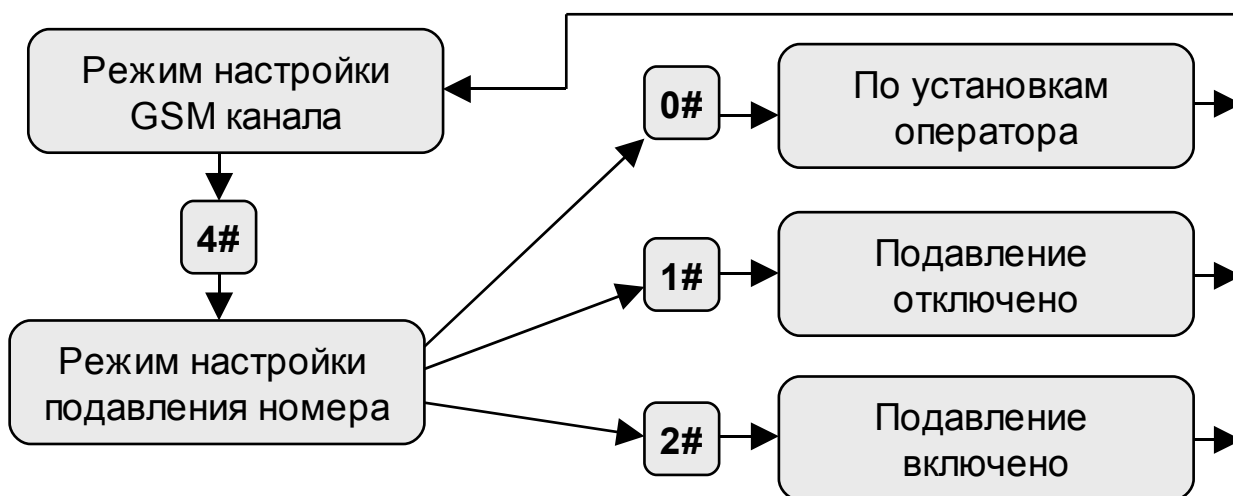 Режим настройки
GSM канала
4#
Режим настройки
подавления номера
0#
По установкам
оператора
1#
Подавление
отключено
2#
Подавление
включено